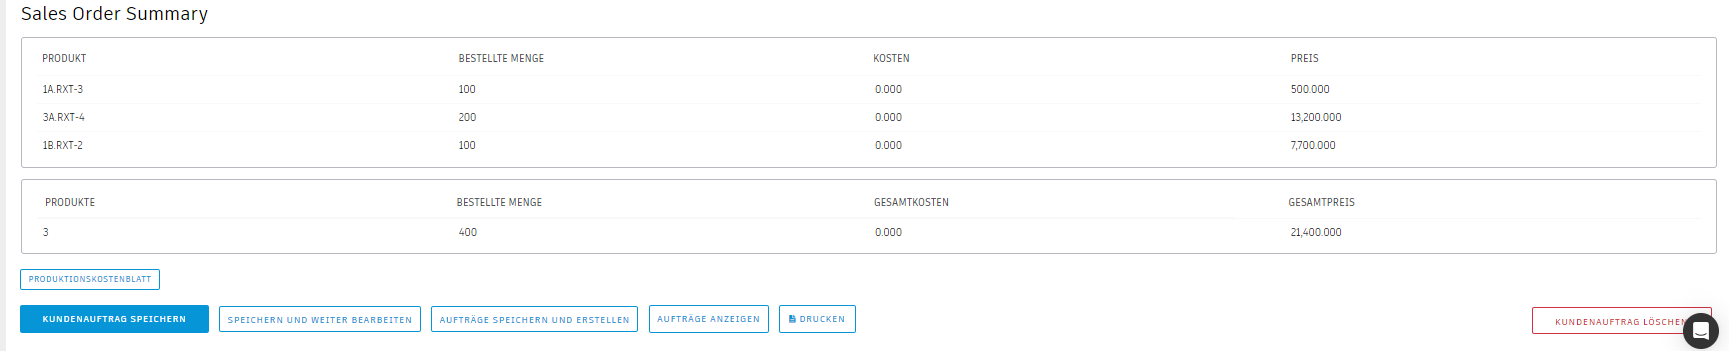 Sales Order Summary
PRODUKT BESTELLTE MENGE KOSTEN PREIS
1A.RXT-3 100 0.000 500.000
3A.RXT-4 200 0.000 13,200.000
1B.RXT-2 100 0.000 7,700.000
PRODUKTE BESTELLTE MENGE GESAMTKOSTEN GESAMTPREIS
3 400 0.000 21,400.000
PRODUKTIONSKOSTENBLATT
KUNDENAUFTRAG SPEICHERN SPEICHERN UND WEITER BEARBEITEN AUFTRÄGE SPEICHERN UND ERSTELLEN AUFTRÄGE ANZEIGEN DRUCKEN KUNDENAUFTRAG LÖSCHEN